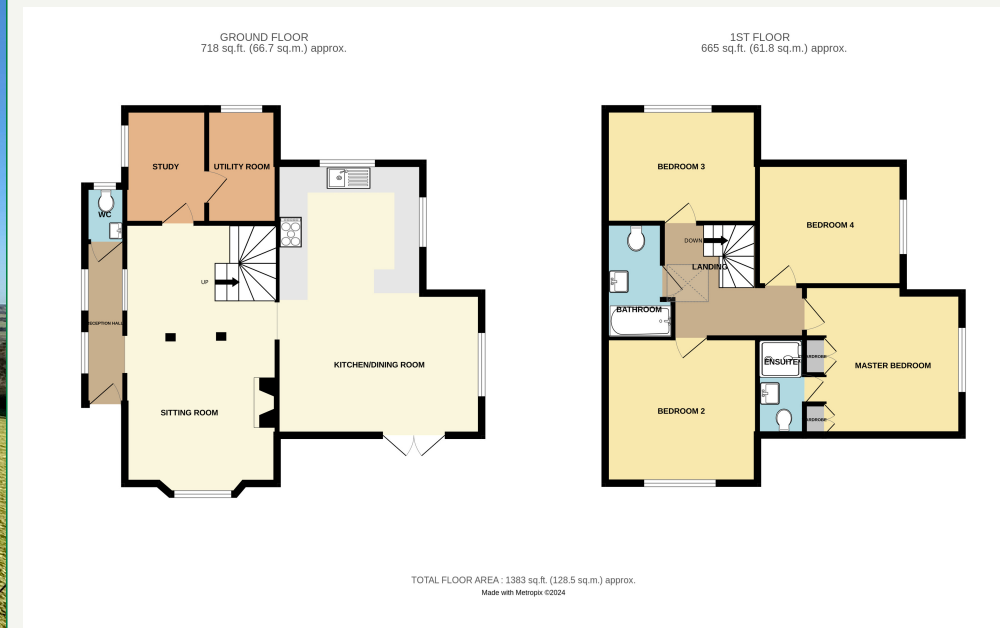 GROUND FLOOR
718 sq.ft. (66.7 sq.m.) approx.
1ST FLOOR
665 sq.ft. (61.8 sq.m.) approx.
STUDY
UTILITY ROOM
WC
UP
RECEPTION HALL
KITCHEN/DINING ROOM
SITTING ROOM
BEDROOM 3
BEDROOM 4
DOWN
LANDING
BATHROOM
ENSUITE
WARDROBE
MASTER BEDROOM
BEDROOM 2
WARDROBE
TOTAL FLOOR AREA : 1383 sq.ft. (128.5 sq.m.) approx.
Made with Metropix ©2024